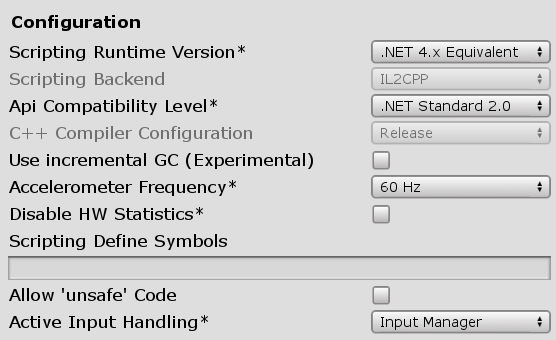 Configuration
Scripting Runtime Version* .NET 4.x Equivalent
Scripting Backend IL2CPP
Api Compatibility Level* .NET Standard 2.0
C++ Compiler Configuration Release
Use incremental GC (Experimental)
Accelerometer Frequency* 60 Hz
Disable HW Statistics*
Scripting Define Symbols
Allow 'unsafe' Code
Active Input Handling* Input Manager